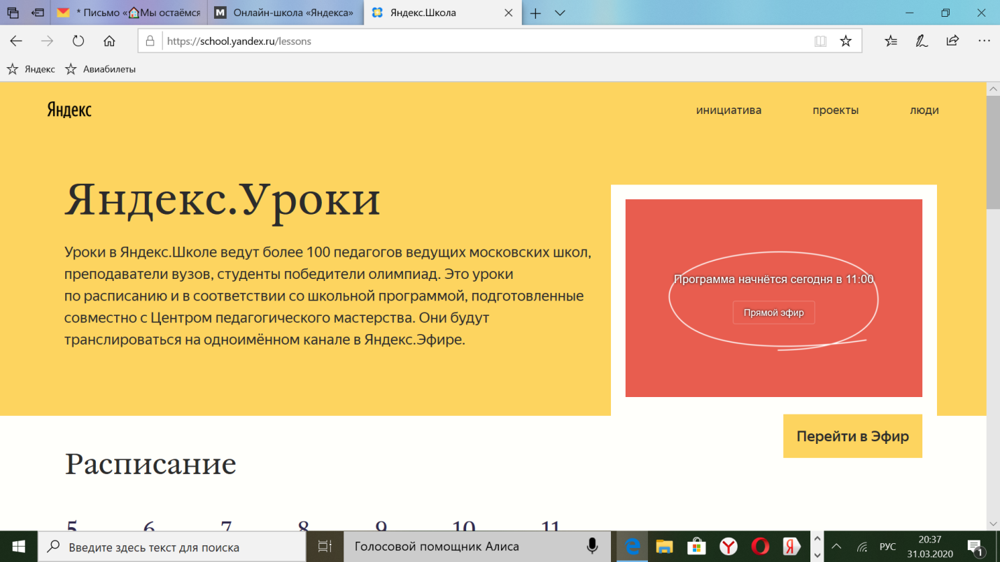 * Письмо «🏠Мы остаёмся
Онлайн-школа «Яндекса»
Яндекс.Школа
https://school.yandex.ru/lessons
Яндекс
Авиабилеты
Яндекс
инициатива
проекты
люди
Яндекс.Уроки
Уроки в Яндекс.Школе ведут более 100 педагогов ведущих московских школ,
преподаватели вузов, студенты победители олимпиад. Это уроки
по расписанию и в соответствии со школьной программой, подготовленные
совместно с Центром педагогического мастерства. Они будут
транслироваться на одноимённом канале в Яндекс.Эфире.
Программа начнётся сегодня в 11:00
Прямой эфир
Перейти в Эфир
Расписание
5 6 7 8 9 10 11
Введите здесь текст для поиска
Голосовой помощник Алиса
РУС
20:37
31.03.2020
1